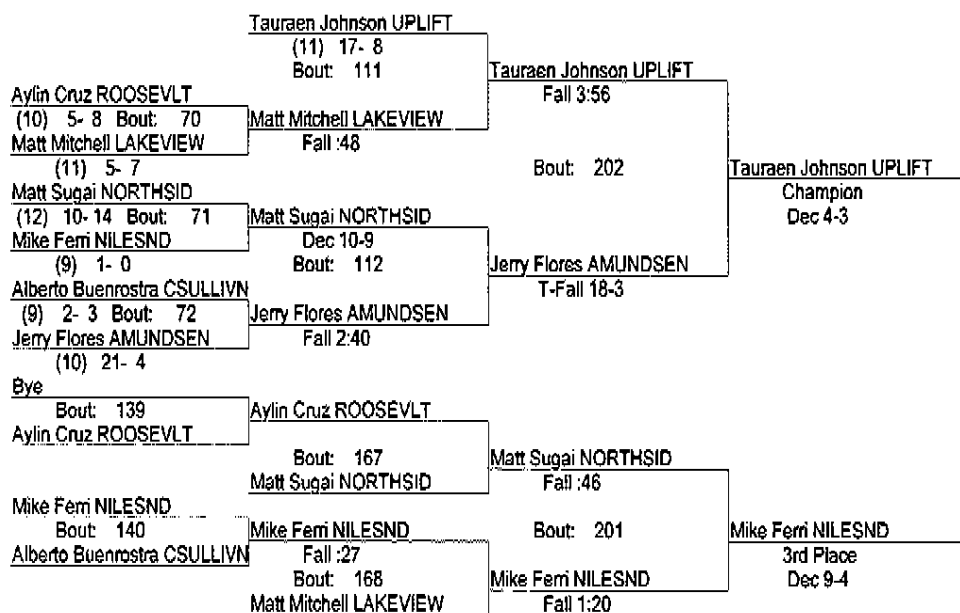 Tauraen Johnson UPLIFT
(11) 17- 8
Bout: 111
Tauraen Johnson UPLIFT
Fall 3:56
Aylin Cruz ROOSEVLT
(10) 5- 8 Bout: 70
Matt Mitchell LAKEVIEW
Fall :48
Matt Mitchell LAKEVIEW
(11) 5- 7
Bout: 202
Tauraen Johnson UPLIFT
Champion
Dec 4-3
Matt Sugai NORTHSID
(12) 10- 14 Bout: 71
Matt Sugai NORTHSID
Dec 10-9
Mike Ferri NILESND
(9) 1- 0
Bout: 112
Jerry Flores AMUNDSEN
T-Fall 18-3
Alberto Buenrostra CSULLIVN
(9) 2- 3 Bout: 72
Jerry Flores AMUNDSEN
Fall 2:40
Jerry Flores AMUNDSEN
(10) 21- 4
Bye
Bout: 139
Aylin Cruz ROOSEVLT
Aylin Cruz ROOSEVLT
Bout: 167
Matt Sugai NORTHSID
Fall :46
Matt Sugai NORTHSID
Mike Ferri NILESND
Bout: 140
Mike Ferri NILESND
Bout: 201
Mike Ferri NILESND
Alberto Buenrostra CSULLIVN
Fall :27
3rd Place
Bout: 168
Mike Ferri NILESND
Dec 9-4
Matt Mitchell LAKEVIEW
Fall 1:20